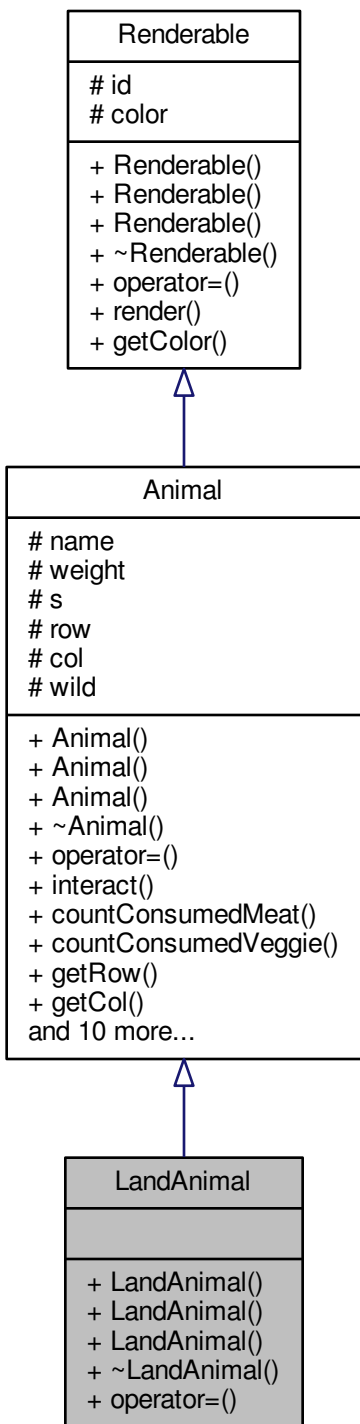 Renderable
# id
# color
+ Renderable()
+ Renderable()
+ Renderable()
+ ~Renderable()
+ operator=()
+ render()
+ getColor()
Animal
# name
# weight
# s
# row
# col
# wild
+ Animal()
+ Animal()
+ Animal()
+ ~Animal()
+ operator=()
+ interact()
+ countConsumedMeat()
+ countConsumedVeggie()
+ getRow()
+ getCol()
and 10 more...
LandAnimal
+ LandAnimal()
+ LandAnimal()
+ LandAnimal()
+ ~LandAnimal()
+ operator=()